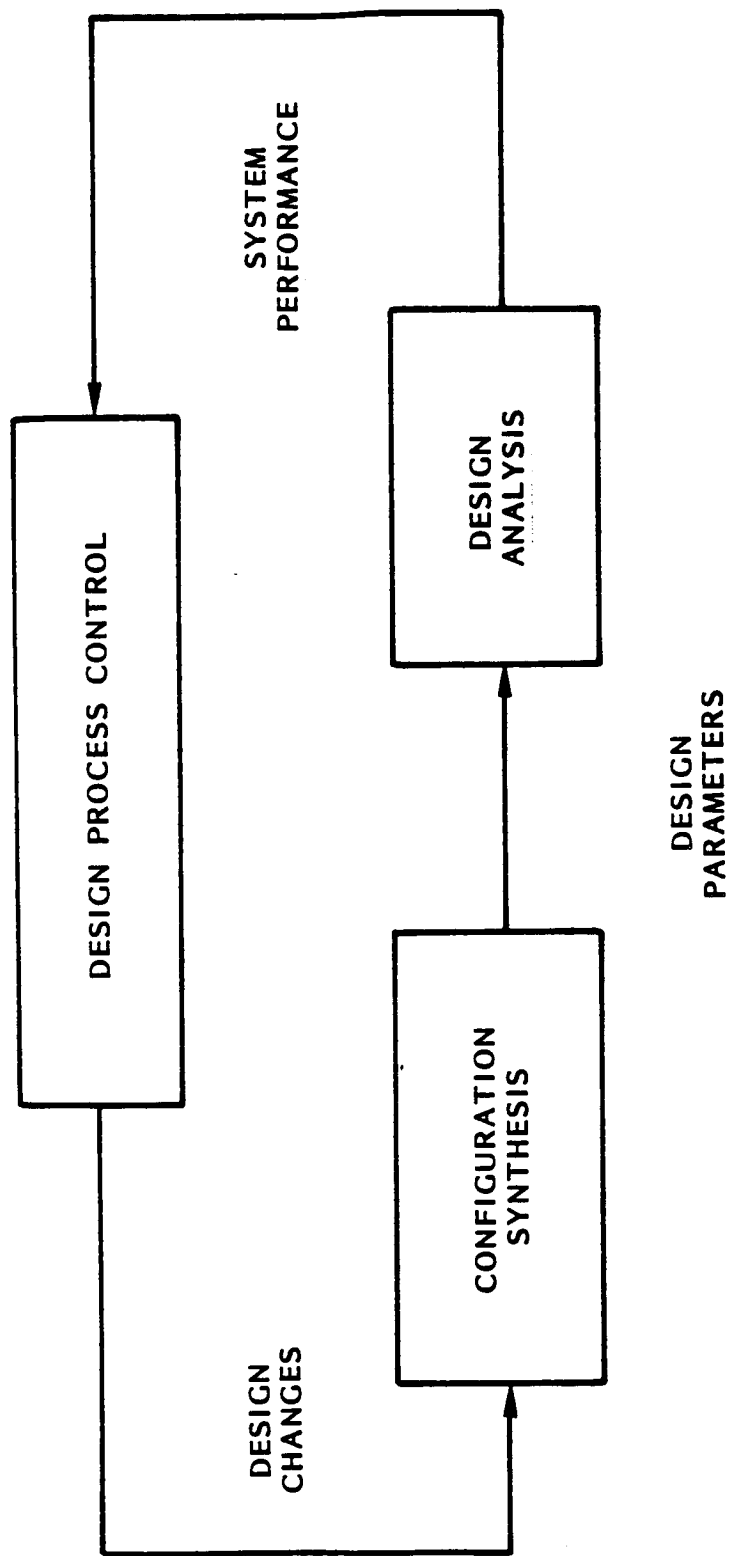 DESIGN PROCESS CONTROL
DESIGN
CHANGES
SYSTEM
PERFORMANCE
CONFIGURATION
SYNTHESIS
DESIGN
ANALYSIS
DESIGN
PARAMETERS